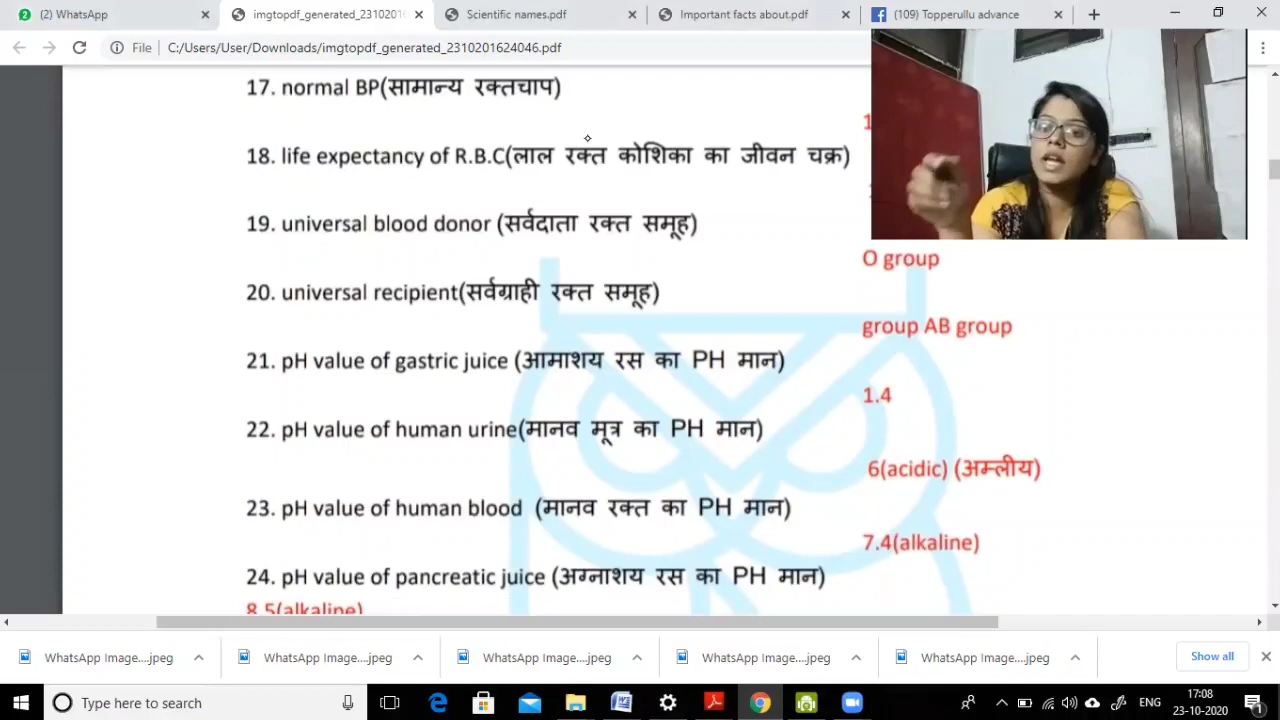 (2) WhatsApp
imgtopdf_generated_2310201
Scientific names.pdf
Important facts about.pdf
(109) Topperullu advance
File | C:/Users/User/Downloads/imgtopdf_generated_2310201624046.pdf
17. normal BP(सामान्य रक्तचाप)
18. life expectancy of R.B.C(लाल रक्त कोशिका का जीवन चक्र)
19. universal blood donor (सर्वदाता रक्त समूह)
O group
20. universal recipient(सर्वग्राही रक्त समूह)
group AB group
21. pH value of gastric juice (आमाशय रस का PH मान)
1.4
22. pH value of human urine(मानव मूत्र का PH मान)
6(acidic) (अम्लीय)
23. pH value of human blood (मानव रक्त का PH मान)
7.4(alkaline)
24. pH value of pancreatic juice (अग्नाशय रस का PH मान)
8.5(alkaline)
WhatsApp Image....jpeg
WhatsApp Image....jpeg
WhatsApp Image....jpeg
WhatsApp Image....jpeg
WhatsApp Image....jpeg
Show all
Type here to search
ENG
17:08
23-10-2020